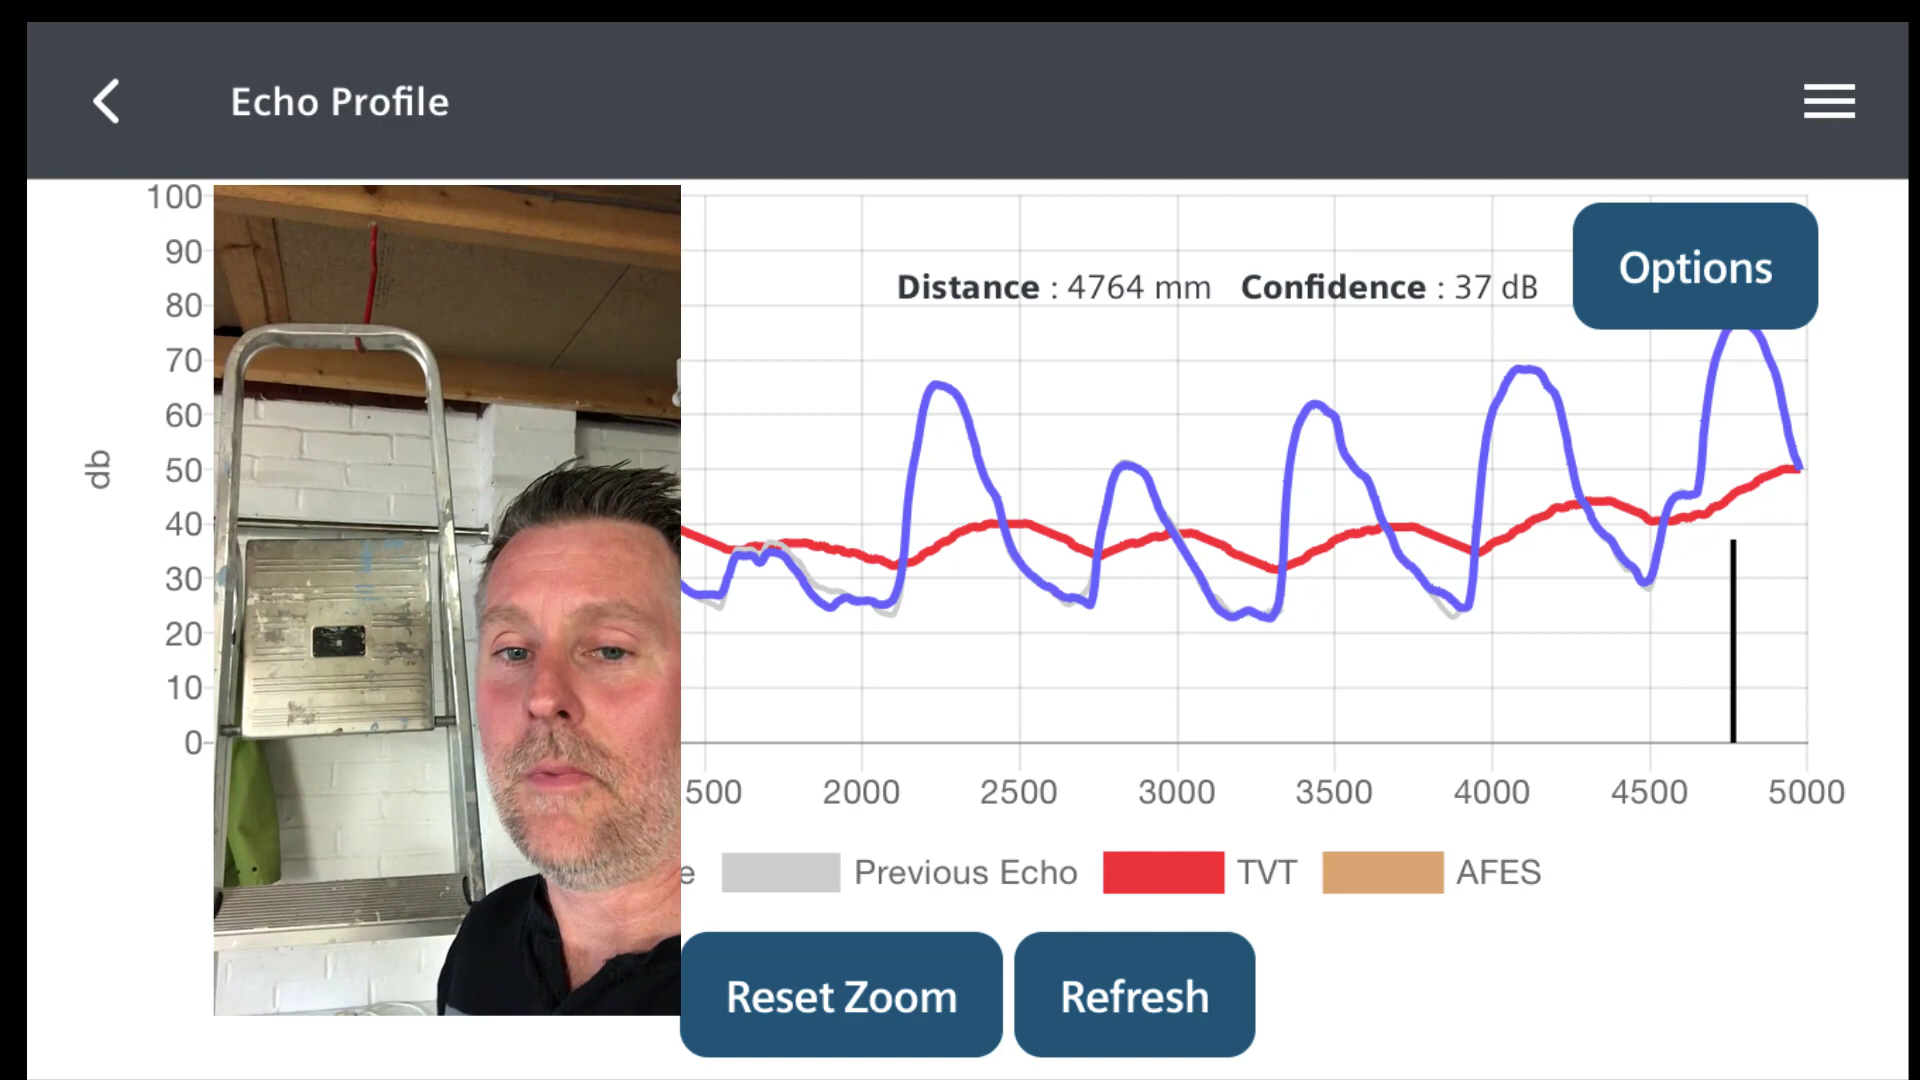 Echo Profile
100
90
80
70
60
50
40
30
20
10
0
db
Distance : 4764 mm Confidence : 37 dB
Options
500 2000 2500 3000 3500 4000 4500 5000
e Previous Echo TVT AFES
Reset Zoom Refresh